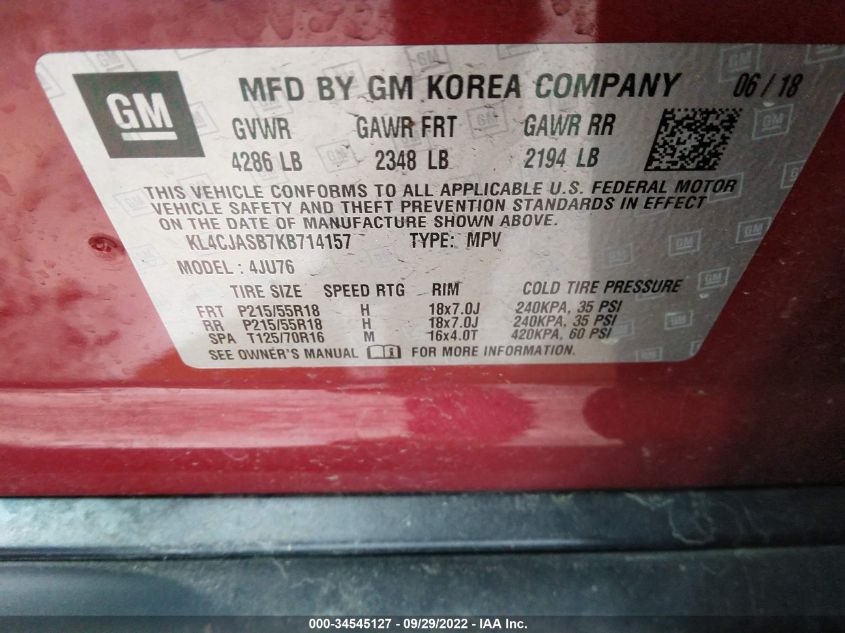 GM
MFD BY GM KOREA COMPANY 06/18
GVWR GAWR FRT GAWR RR
4286 LB 2348 LB 2194 LB
THIS VEHICLE CONFORMS TO ALL APPLICABLE U.S. FEDERAL MOTOR
VEHICLE SAFETY AND THEFT PREVENTION STANDARDS IN EFFECT
ON THE DATE OF MANUFACTURE SHOWN ABOVE.
KL4CJASB7KB714157 TYPE: MPV
MODEL : 4JU76
TIRE SIZE SPEED RTG RIM COLD TIRE PRESSURE
FRT P215/55R18 H 18x7.0J 240KPA, 35 PSI
RR P215/55R18 H 18x7.0J 240KPA, 35 PSI
SPA T125/70R16 M 16x4.0T 420KPA, 60 PSI
SEE OWNER'S MANUAL FOR MORE INFORMATION.
000-34545127 - 09/29/2022 - IAA Inc.